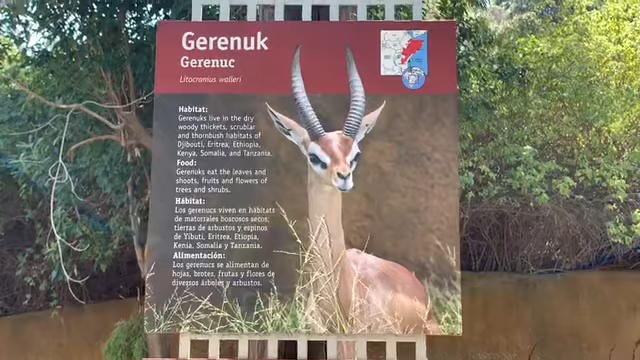 Gerenuk
Gerenuc
Litocranius walleri
Habitat:
Gerenuks live in the dry
woody thickets, scrublar
and thornbush habitats of
Djibouti, Eritrea, Ethiopia,
Kenya, Somalia, and Tanzania.
Food:
Gerenuks eat the leaves and
shoots, fruits and flowers of
trees and shrubs.
Hábitat:
Los gerenucs viven en hábitats
de matorrales boscosos secos;
tierras de arbustos y espinos
de Yibuti, Eritrea, Etiopia,
Kenia, Somalia y Tanzania.
Alimentación:
Los gerenucs se alimentan de
hojas, brotes, frutas y flores de
diversos árboles y arbustos.